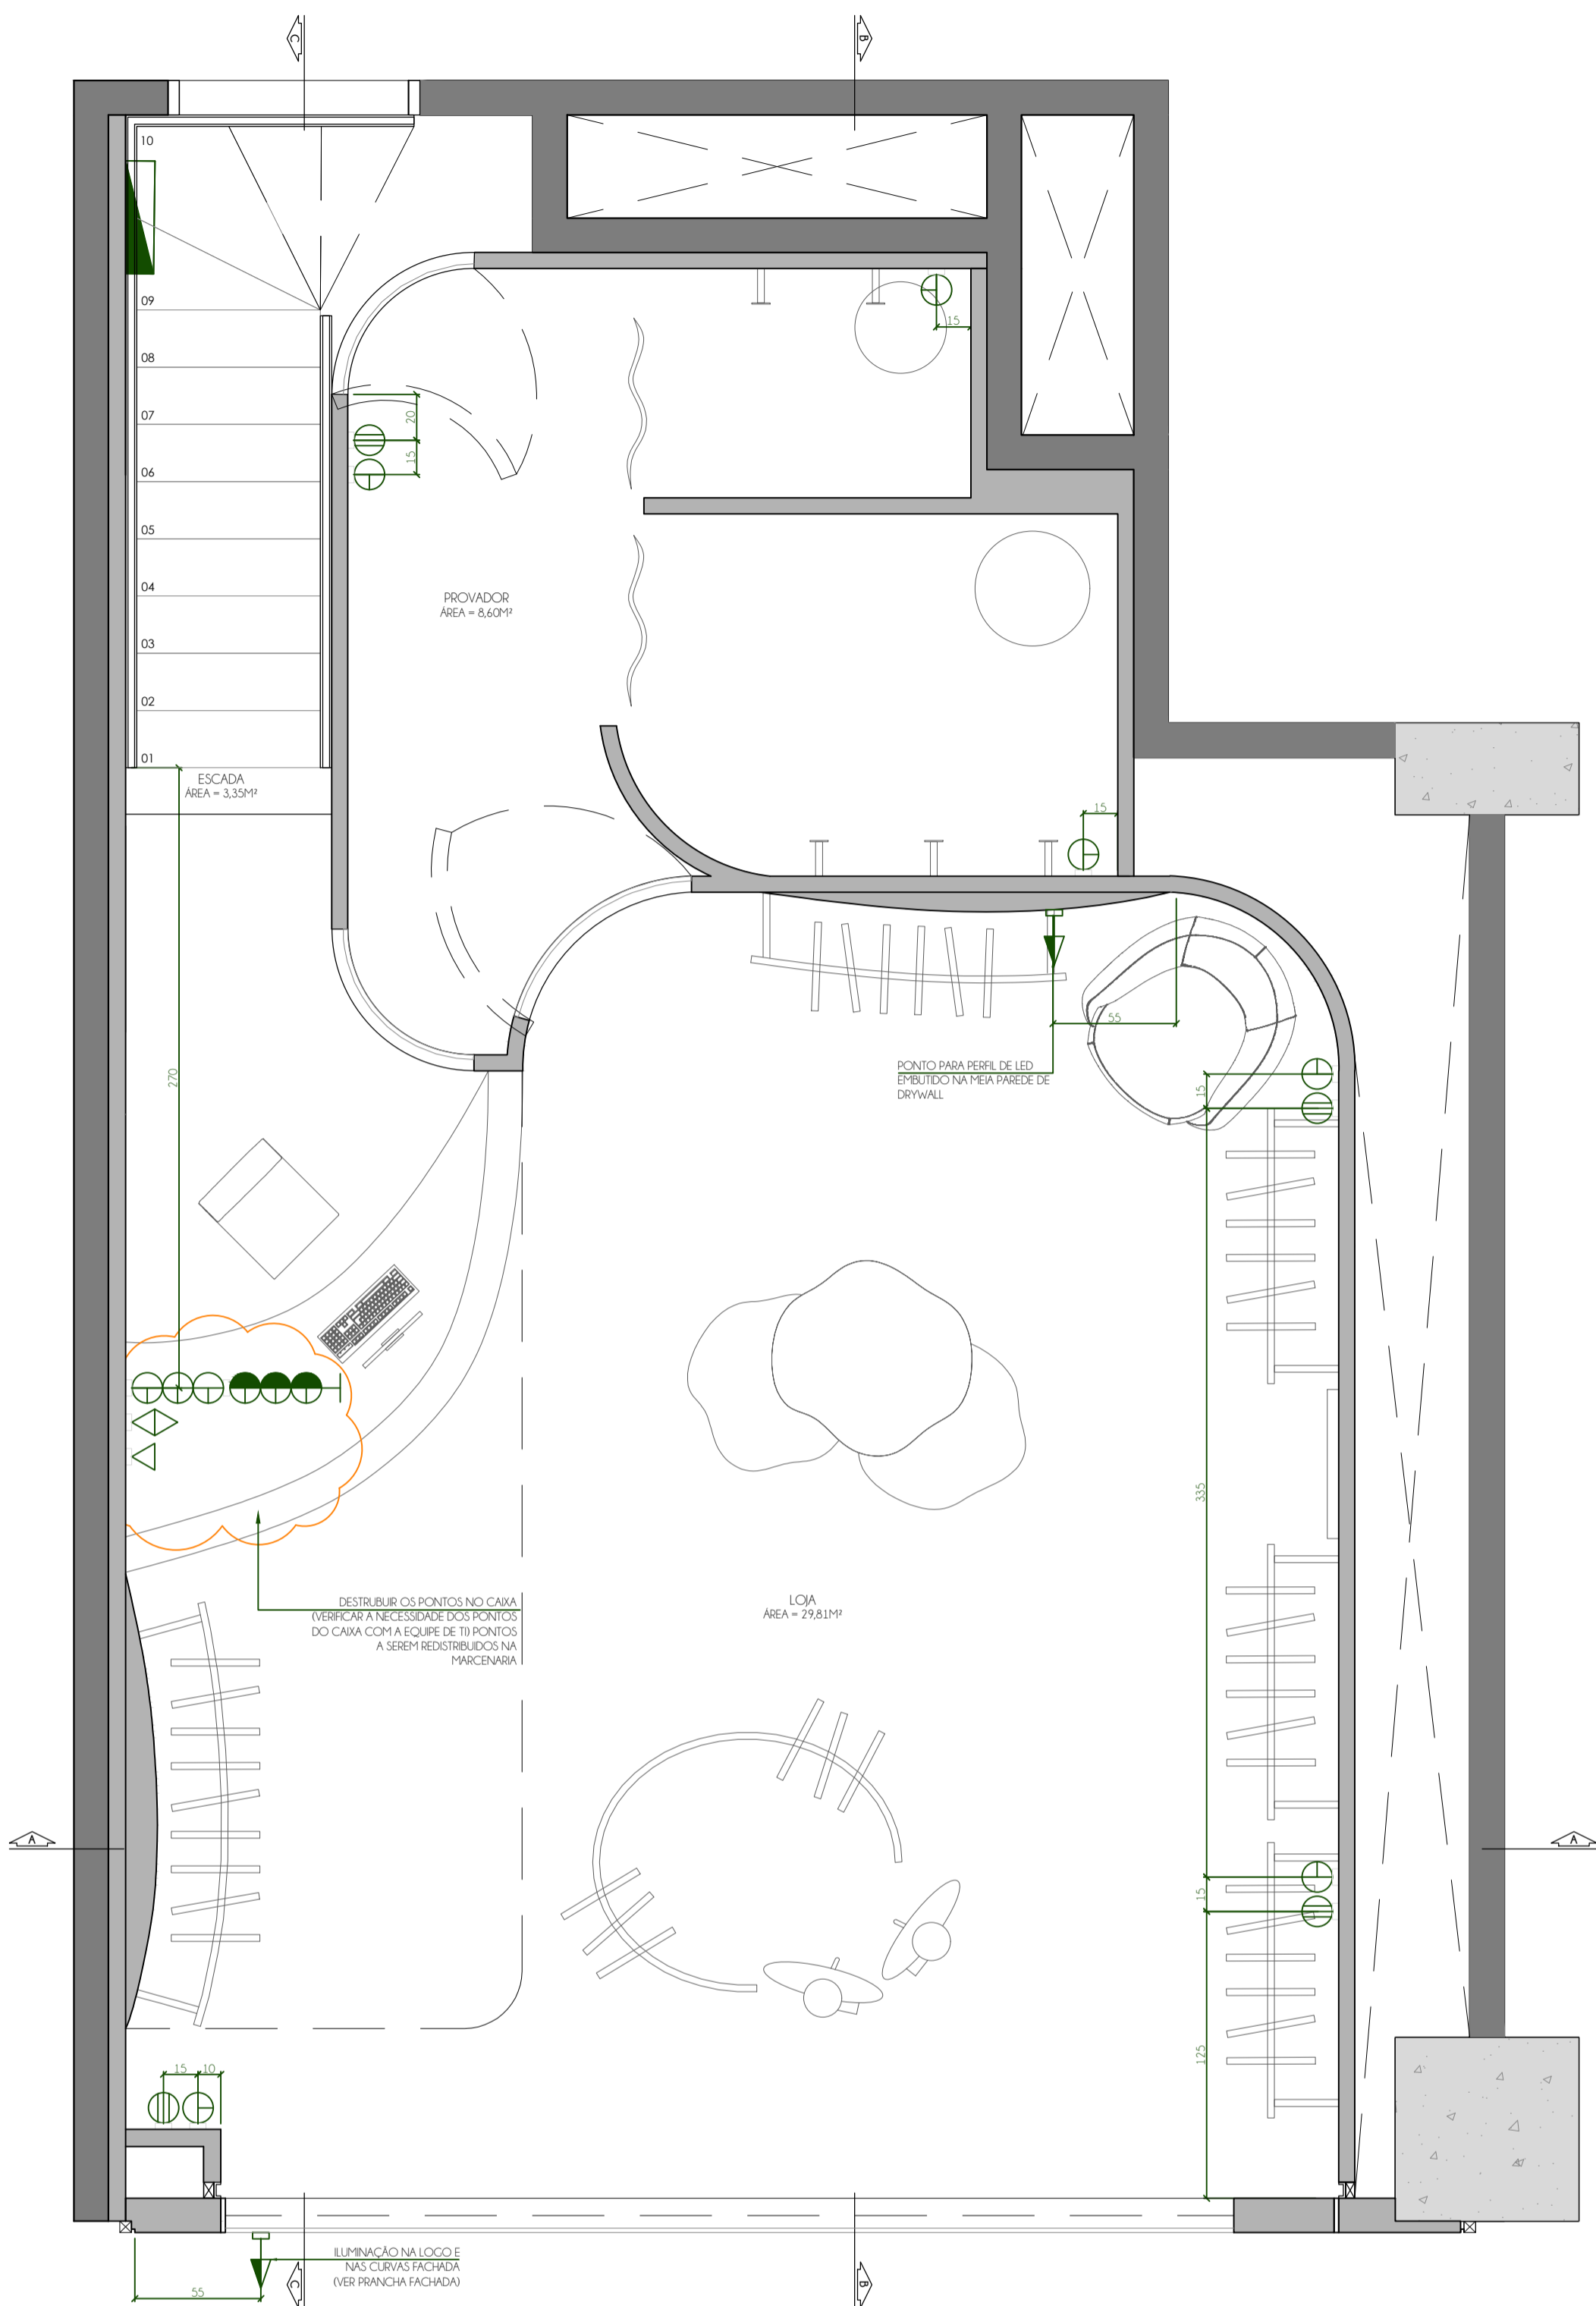 C
B
10
09
08
07
06
05
04
03
02
01
15
20
15
PROVADOR
ÁREA = 8,60M²
ESCADA
ÁREA = 3,35M²
15
55
PONTO PARA PERFIL DE LED
EMBUTIDO NA MEIA PAREDE DE
DRYWALL
270
15
335
DESTRUBUIR OS PONTOS NO CAIXA
(VERIFICAR A NECESSIDADE DOS PONTOS
DO CAIXA COM A EQUIPE DE TI) PONTOS
A SEREM REDISTRIBUIDOS NA
MARCENARIA
LOJA
ÁREA = 29,81M²
A
A
15
125
15
10
ILUMINAÇÃO NA LOGO E
NAS CURVAS FACHADA
(VER PRANCHA FACHADA)
55
C
B